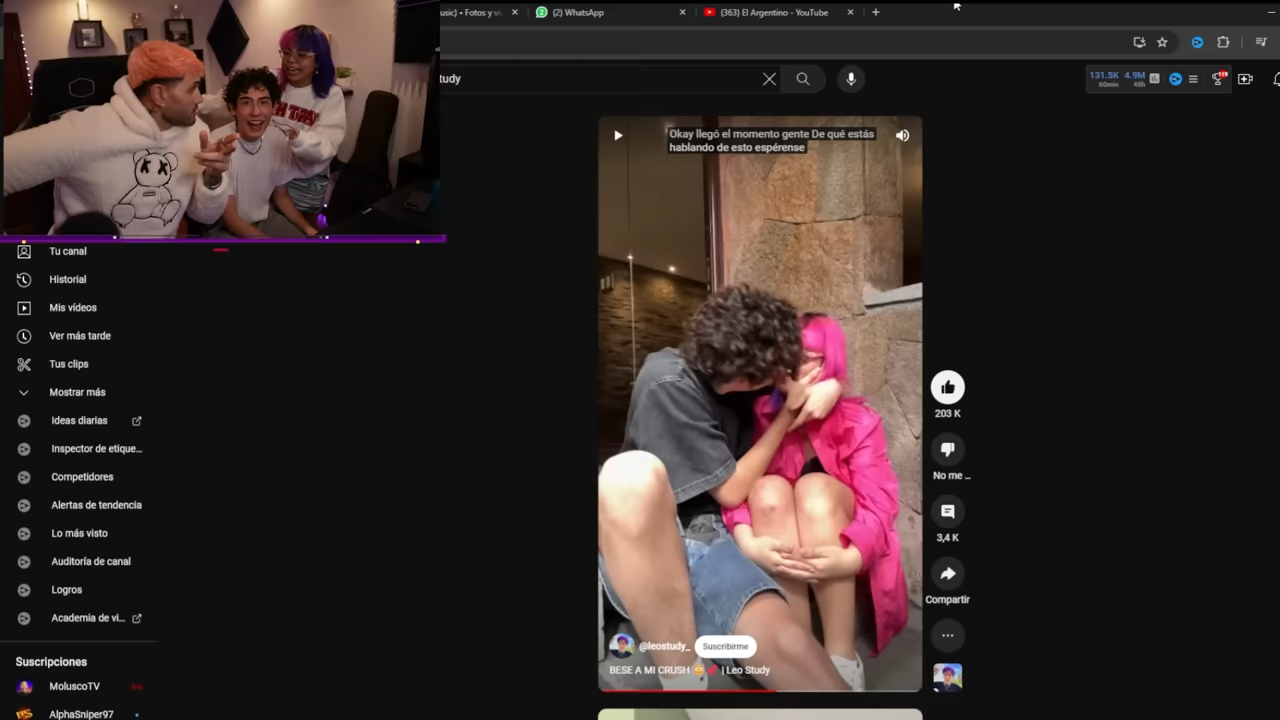 usic) • Fotos y v
(2) WhatsApp
(363) El Argentino - YouTube
tudy
131.5K 4.9M
60min 48h
119
Okay llegó el momento gente De qué estás
hablando de esto espérense
Tu canal
Historial
Mis vídeos
Ver más tarde
Tus clips
Mostrar más
Ideas diarias
Inspector de etique...
Competidores
Alertas de tendencia
Lo más visto
Auditoría de canal
Logros
Academia de vi...
Suscripciones
MoluscoTV
AlphaSniper97
203 K
No me ...
3,4 K
Compartir
@leostudy_ Suscribirme
BESE A MI CRUSH | Leo Study